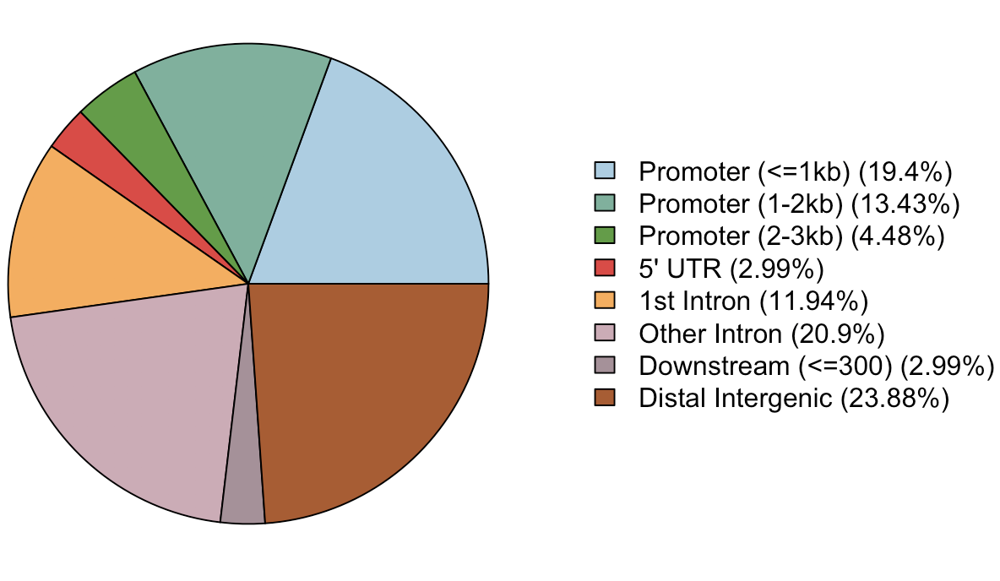 Promoter (<=1kb) (19.4%)
Promoter (1-2kb) (13.43%)
Promoter (2-3kb) (4.48%)
5' UTR (2.99%)
1st Intron (11.94%)
Other Intron (20.9%)
Downstream (<=300) (2.99%)
Distal Intergenic (23.88%)